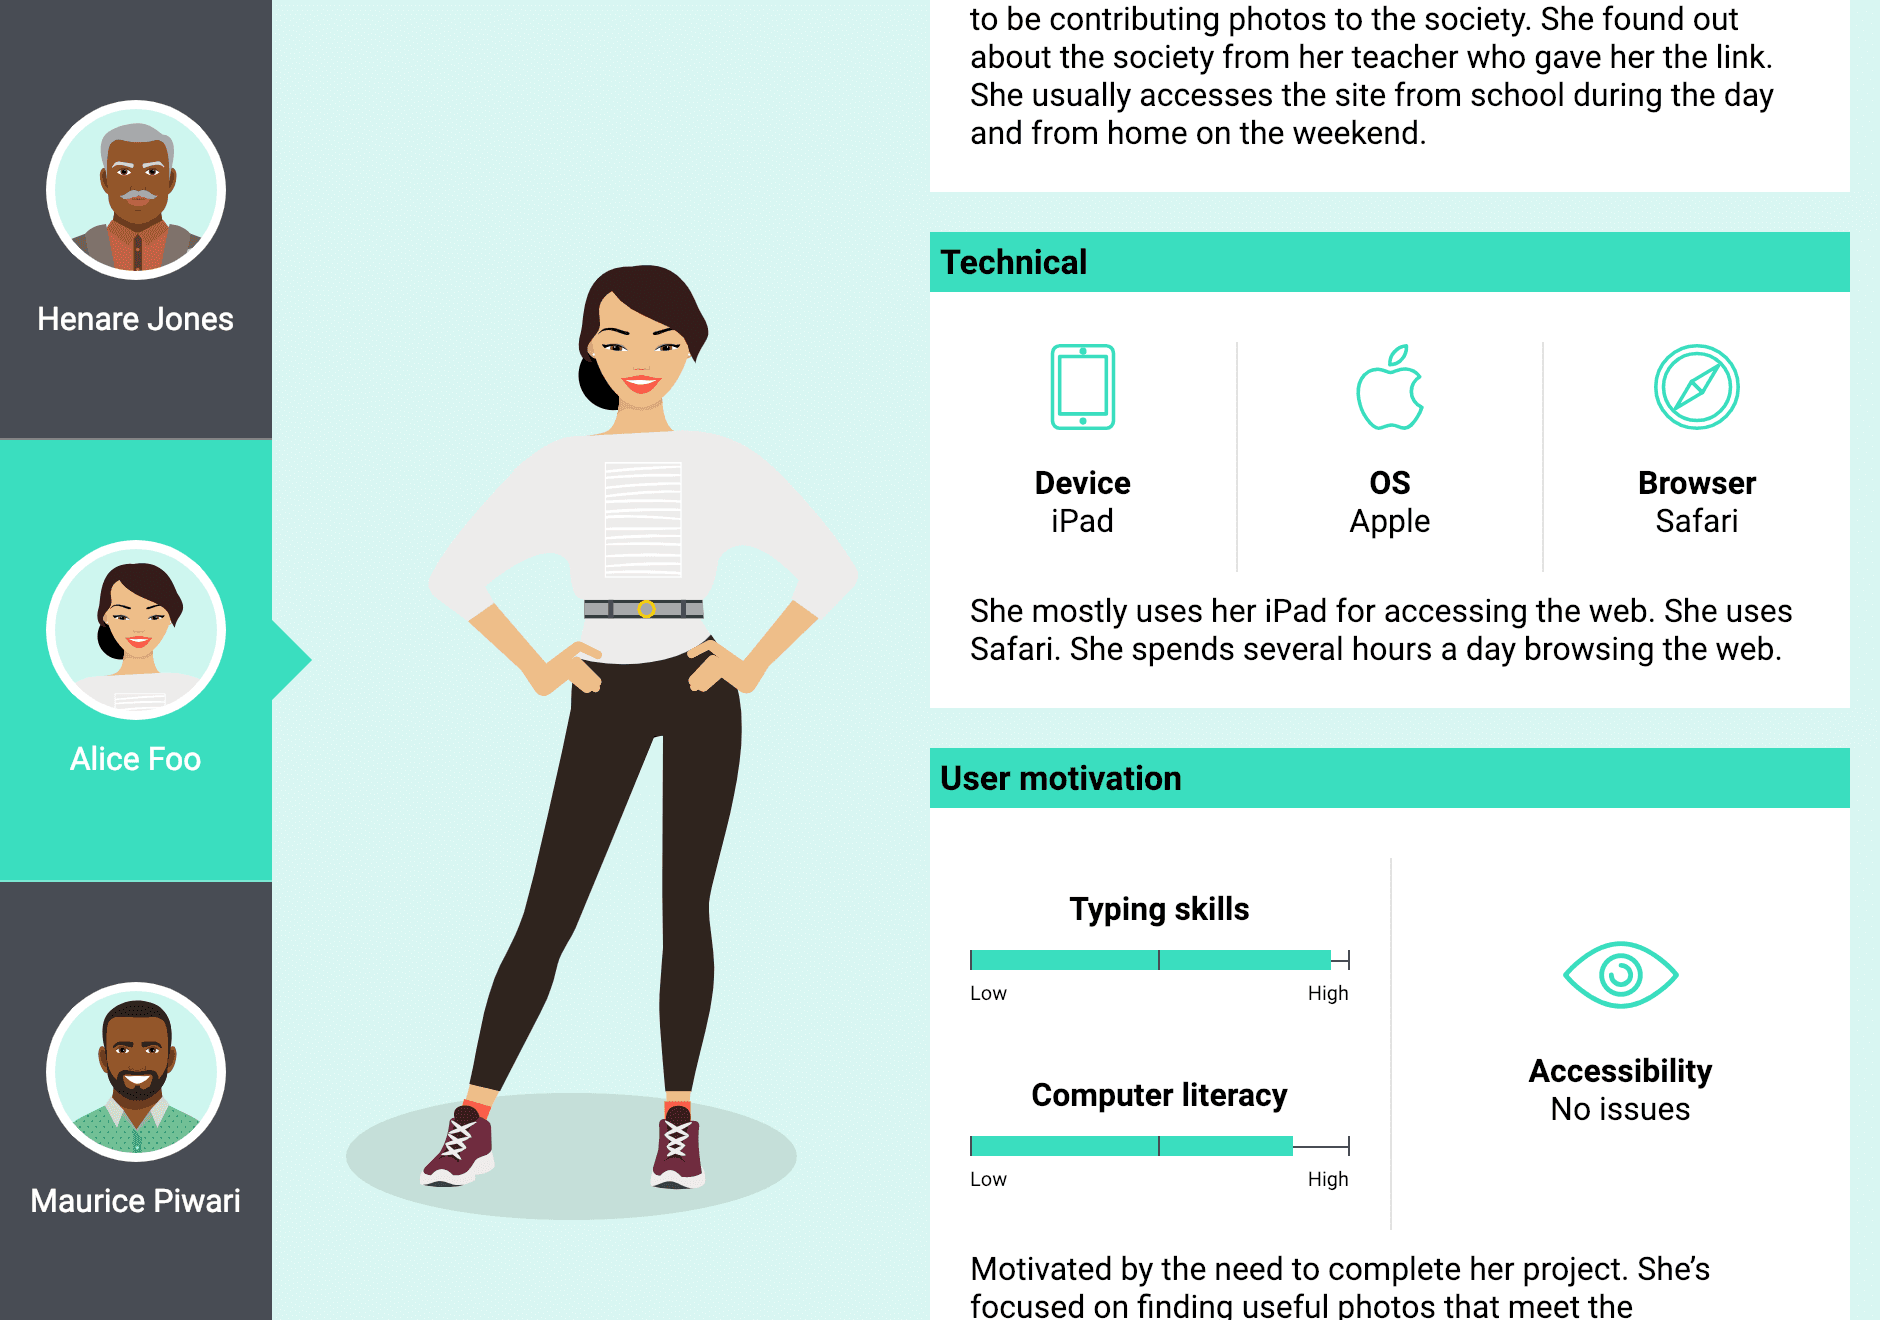 Henare Jones
Alice Foo
Maurice Piwari
to be contributing photos to the society. She found out
about the society from her teacher who gave her the link.
She usually accesses the site from school during the day
and from home on the weekend.
Technical
Device
iPad
OS
Apple
Browser
Safari
She mostly uses her iPad for accessing the web. She uses
Safari. She spends several hours a day browsing the web.
User motivation
Typing skills
Low
High
Computer literacy
Low
High
Accessibility
No issues
Motivated by the need to complete her project. She’s
focused on finding useful photos that meet the